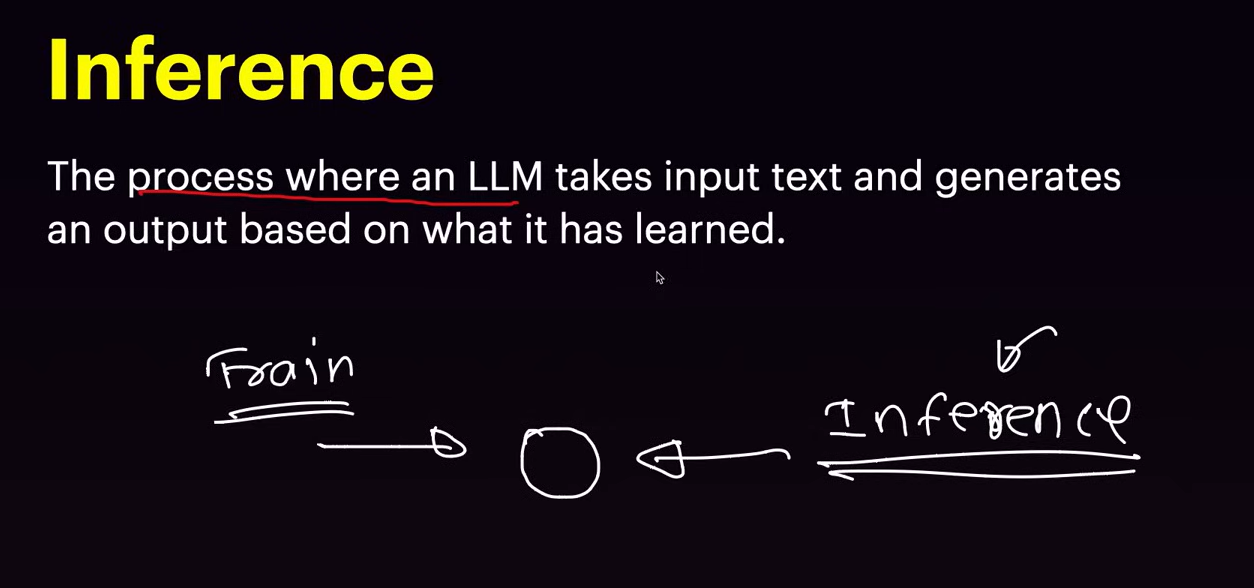 Inference
The process where an LLM takes input text and generates
an output based on what it has learned.
Train
Inference